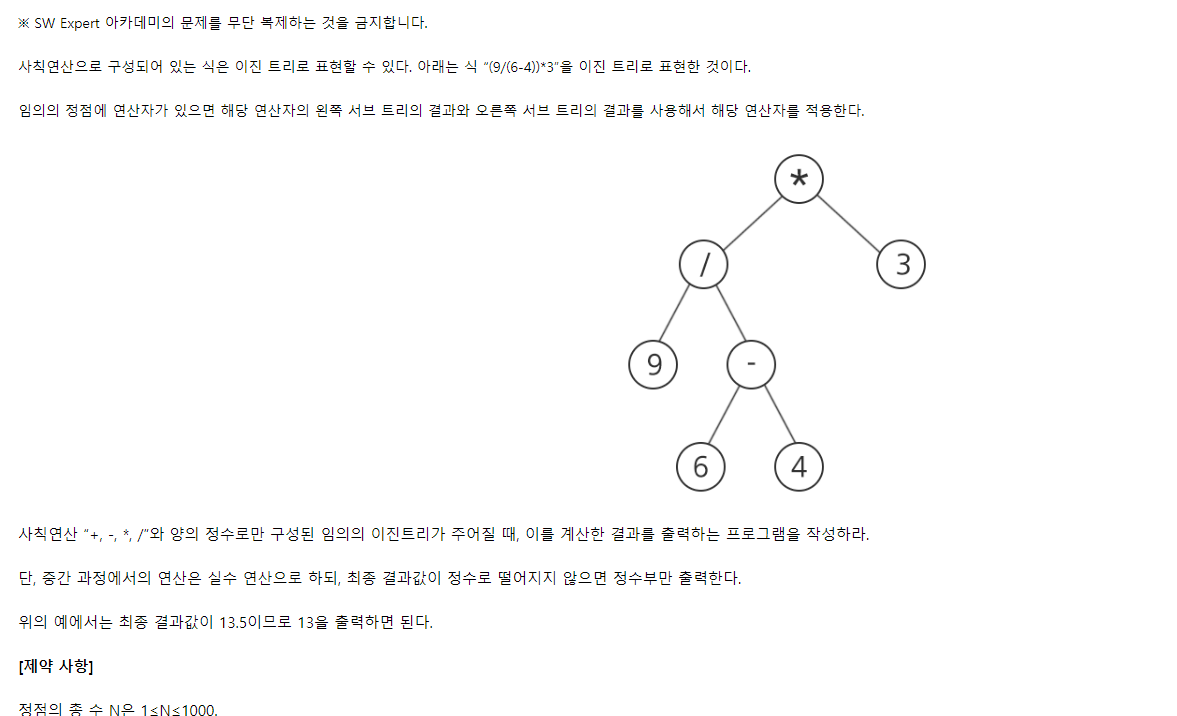 ※ SW Expert 아카데미의 문제를 무단 복제하는 것을 금지합니다.
사칙연산으로 구성되어 있는 식은 이진 트리로 표현할 수 있다. 아래는 식 “(9/(6-4))*3”을 이진 트리로 표현한 것이다.
임의의 정점에 연산자가 있으면 해당 연산자의 왼쪽 서브 트리의 결과와 오른쪽 서브 트리의 결과를 사용해서 해당 연산자를 적용한다.
*
/
3
9
-
6
4
사칙연산 “+, -, *, /”와 양의 정수로만 구성된 임의의 이진트리가 주어질 때, 이를 계산한 결과를 출력하는 프로그램을 작성하라.
단, 중간 과정에서의 연산은 실수 연산으로 하되, 최종 결과값이 정수로 떨어지지 않으면 정수부만 출력한다.
위의 예에서는 최종 결과값이 13.5이므로 13을 출력하면 된다.
[제약 사항]
정점의 총 수 N은 1≤N≤1000.